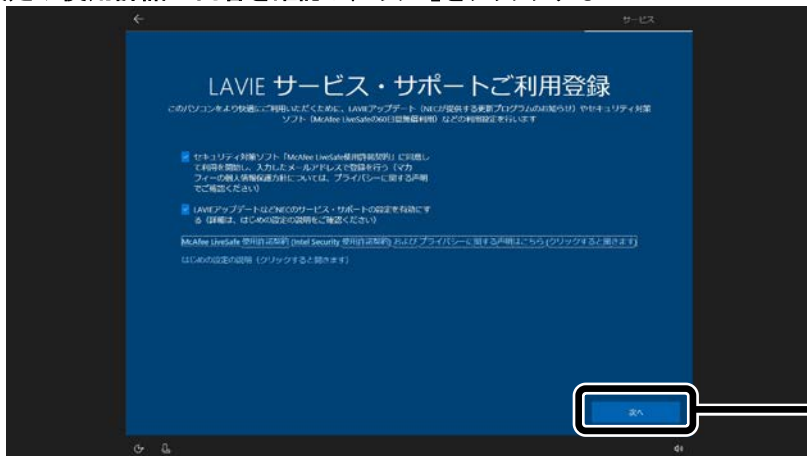 サービス
LAVIE サービス・サポートご利用登録
このパソコンをより快適にご利用いただくために、LAVIEアップデート（NECが提供する更新プログラムのお知らせ）やセキュリティ対策
ソフト（McAfee LiveSafeの60日間無償利用）などの利用設定を行います
セキュリティ対策ソフト「McAfee LiveSafe使用許諾契約」に同意し
て利用を開始し、入力したメールアドレスで登録を行う（マカ
フィーの個人情報保護方針については、プライバシーに関する声明
でご確認ください）
LAVIEアップデートなどNECのサービス・サポートの設定を有効にす
る（詳細は、はじめの設定の説明をご確認ください）
McAfee LiveSafe 使用許諾契約 (Intel Security 使用許諾契約) および プライバシーに関する声明はこちら (クリックすると開きます)
はじめの設定の説明（クリックすると開きます）
次へ